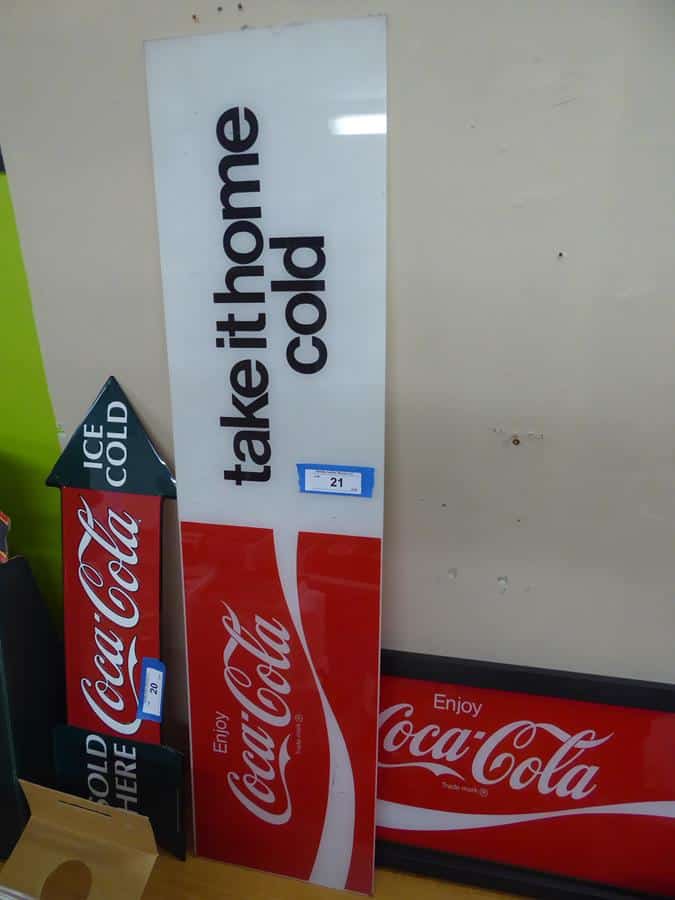 ICE
COLD
Coca-Cola
SOLD
HERE
20
take it home
cold
21
Enjoy
Coca-Cola
Trade mark ®
Enjoy
Coca-Cola
Trade mark ®